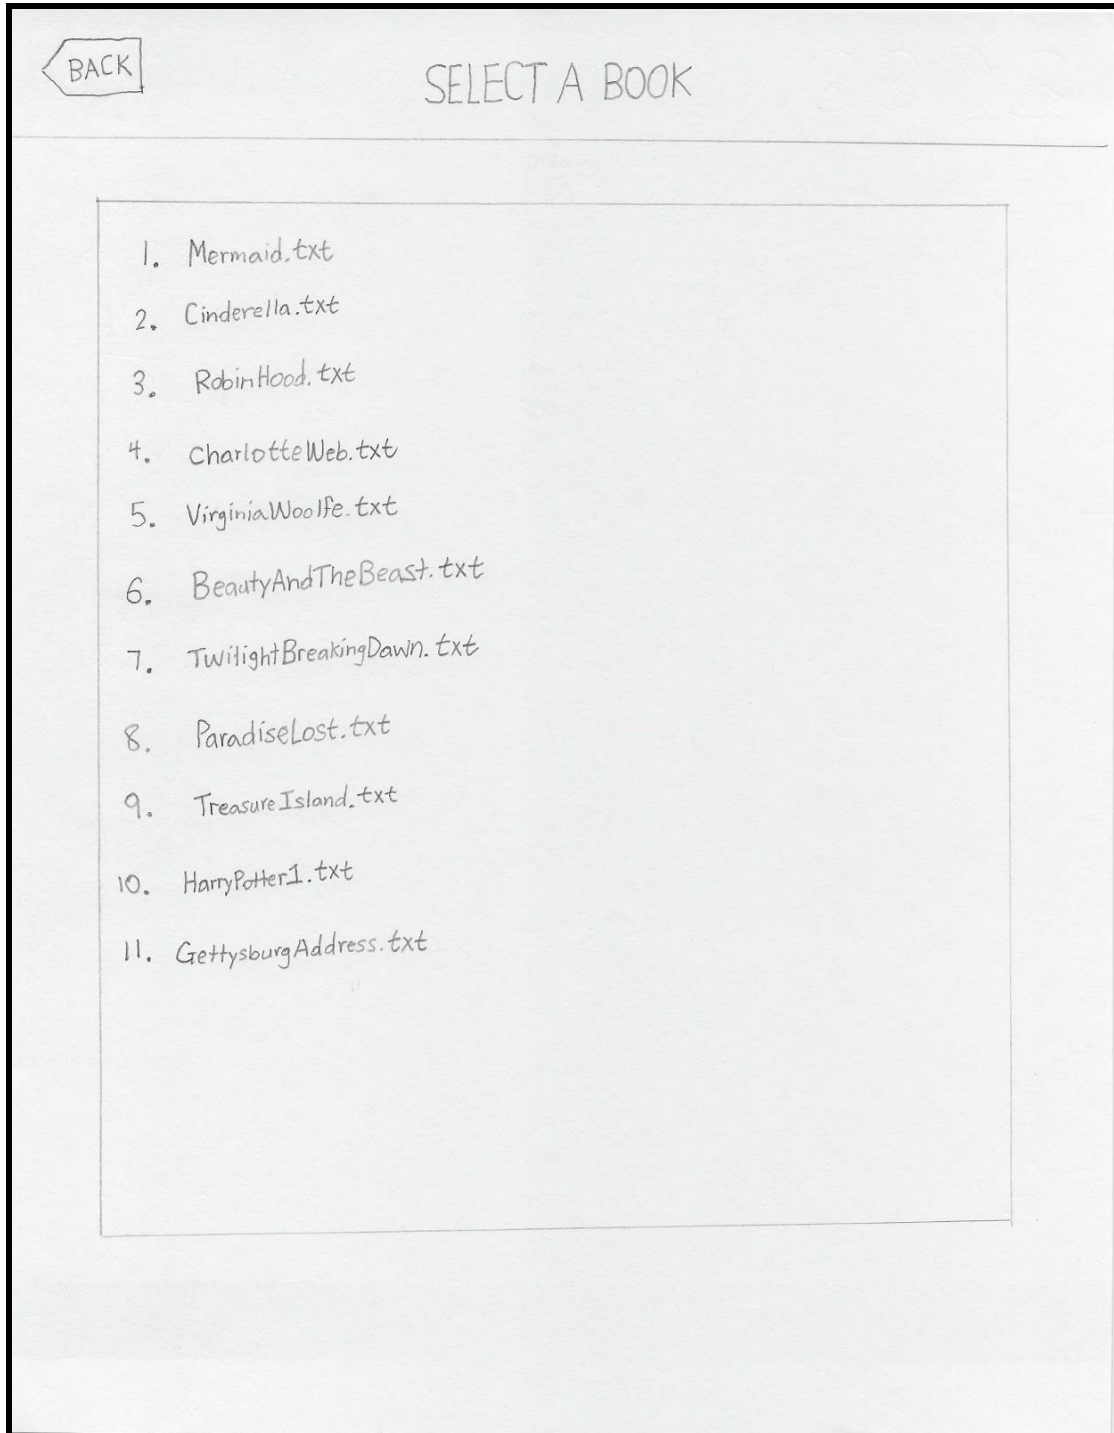 BACK
SELECT A BOOK
1. Mermaid.txt
2. Cinderella.txt
3. RobinHood.txt
4. CharlotteWeb.txt
5. VirginiaWoolfe.txt
6. BeautyAndTheBeast.txt
7. TwilightBreakingDawn.txt
8. ParadiseLost.txt
9. TreasureIsland.txt
10. HarryPotter1.txt
11. GettysburgAddress.txt